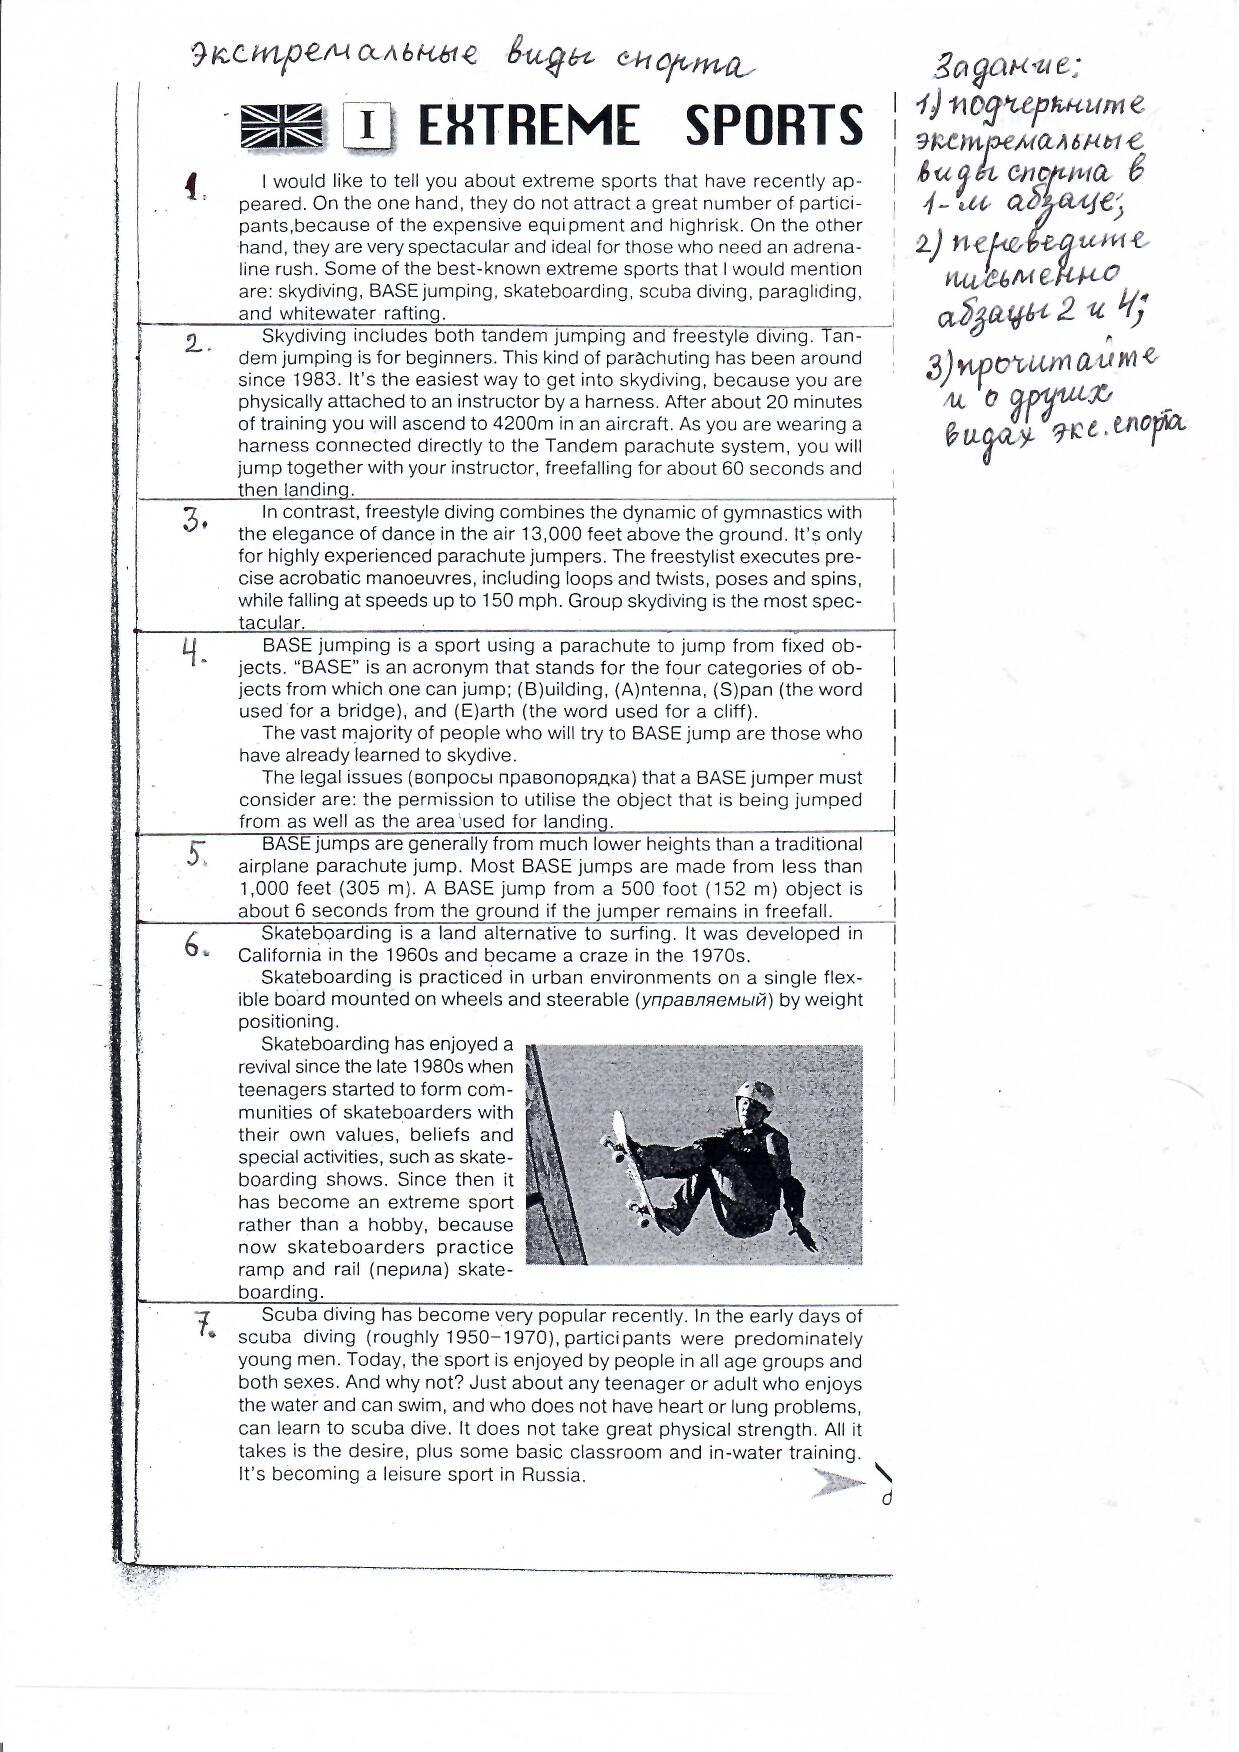 экстремальные виды спорта
I EXTREME SPORTS
1. I would like to tell you about extreme sports that have recently ap-
peared. On the one hand, they do not attract a great number of partici-
pants,because of the expensive equipment and highrisk. On the other
hand, they are very spectacular and ideal for those who need an adrena-
line rush. Some of the best-known extreme sports that I would mention
are: skydiving, BASE jumping, skateboarding, scuba diving, paragliding,
and whitewater rafting.
2. Skydiving includes both tandem jumping and freestyle diving. Tan-
dem jumping is for beginners. This kind of parachuting has been around
since 1983. It's the easiest way to get into skydiving, because you are
physically attached to an instructor by a harness. After about 20 minutes
of training you will ascend to 4200m in an aircraft. As you are wearing a
harness connected directly to the Tandem parachute system, you will
jump together with your instructor, freefalling for about 60 seconds and
then landing.
3. In contrast, freestyle diving combines the dynamic of gymnastics with
the elegance of dance in the air 13,000 feet above the ground. It's only
for highly experienced parachute jumpers. The freestylist executes pre-
cise acrobatic manoeuvres, including loops and twists, poses and spins,
while falling at speeds up to 150 mph. Group skydiving is the most spec-
tacular.
4. BASE jumping is a sport using a parachute to jump from fixed ob-
jects. “BASE” is an acronym that stands for the four categories of ob-
jects from which one can jump; (B)uilding, (A)ntenna, (S)pan (the word
used for a bridge), and (E)arth (the word used for a cliff).
The vast majority of people who will try to BASE jump are those who
have already learned to skydive.
The legal issues (вопросы правопорядка) that a BASE jumper must
consider are: the permission to utilise the object that is being jumped
from as well as the area used for landing.
5. BASE jumps are generally from much lower heights than a traditional
airplane parachute jump. Most BASE jumps are made from less than
1,000 feet (305 m). A BASE jump from a 500 foot (152 m) object is
about 6 seconds from the ground if the jumper remains in freefall.
6. Skateboarding is a land alternative to surfing. It was developed in
California in the 1960s and became a craze in the 1970s.
Skateboarding is practiced in urban environments on a single flex-
ible board mounted on wheels and steerable (управляемый) by weight
positioning.
Skateboarding has enjoyed a
revival since the late 1980s when
teenagers started to form com-
munities of skateboarders with
their own values, beliefs and
special activities, such as skate-
boarding shows. Since then it
has become an extreme sport
rather than a hobby, because
now skateboarders practice
ramp and rail (перила) skate-
boarding.
7. Scuba diving has become very popular recently. In the early days of
scuba diving (roughly 1950–1970), participants were predominately
young men. Today, the sport is enjoyed by people in all age groups and
both sexes. And why not? Just about any teenager or adult who enjoys
the water and can swim, and who does not have heart or lung problems,
can learn to scuba dive. It does not take great physical strength. All it
takes is the desire, plus some basic classroom and in-water training.
It's becoming a leisure sport in Russia.
Задание:
1.) подчеркните
экстремальные
виды спорта в
1-м абзаце;
2) переведите
письменно
абзацы 2 и 4;
3) прочитайте
и о других
видах экс. спорта